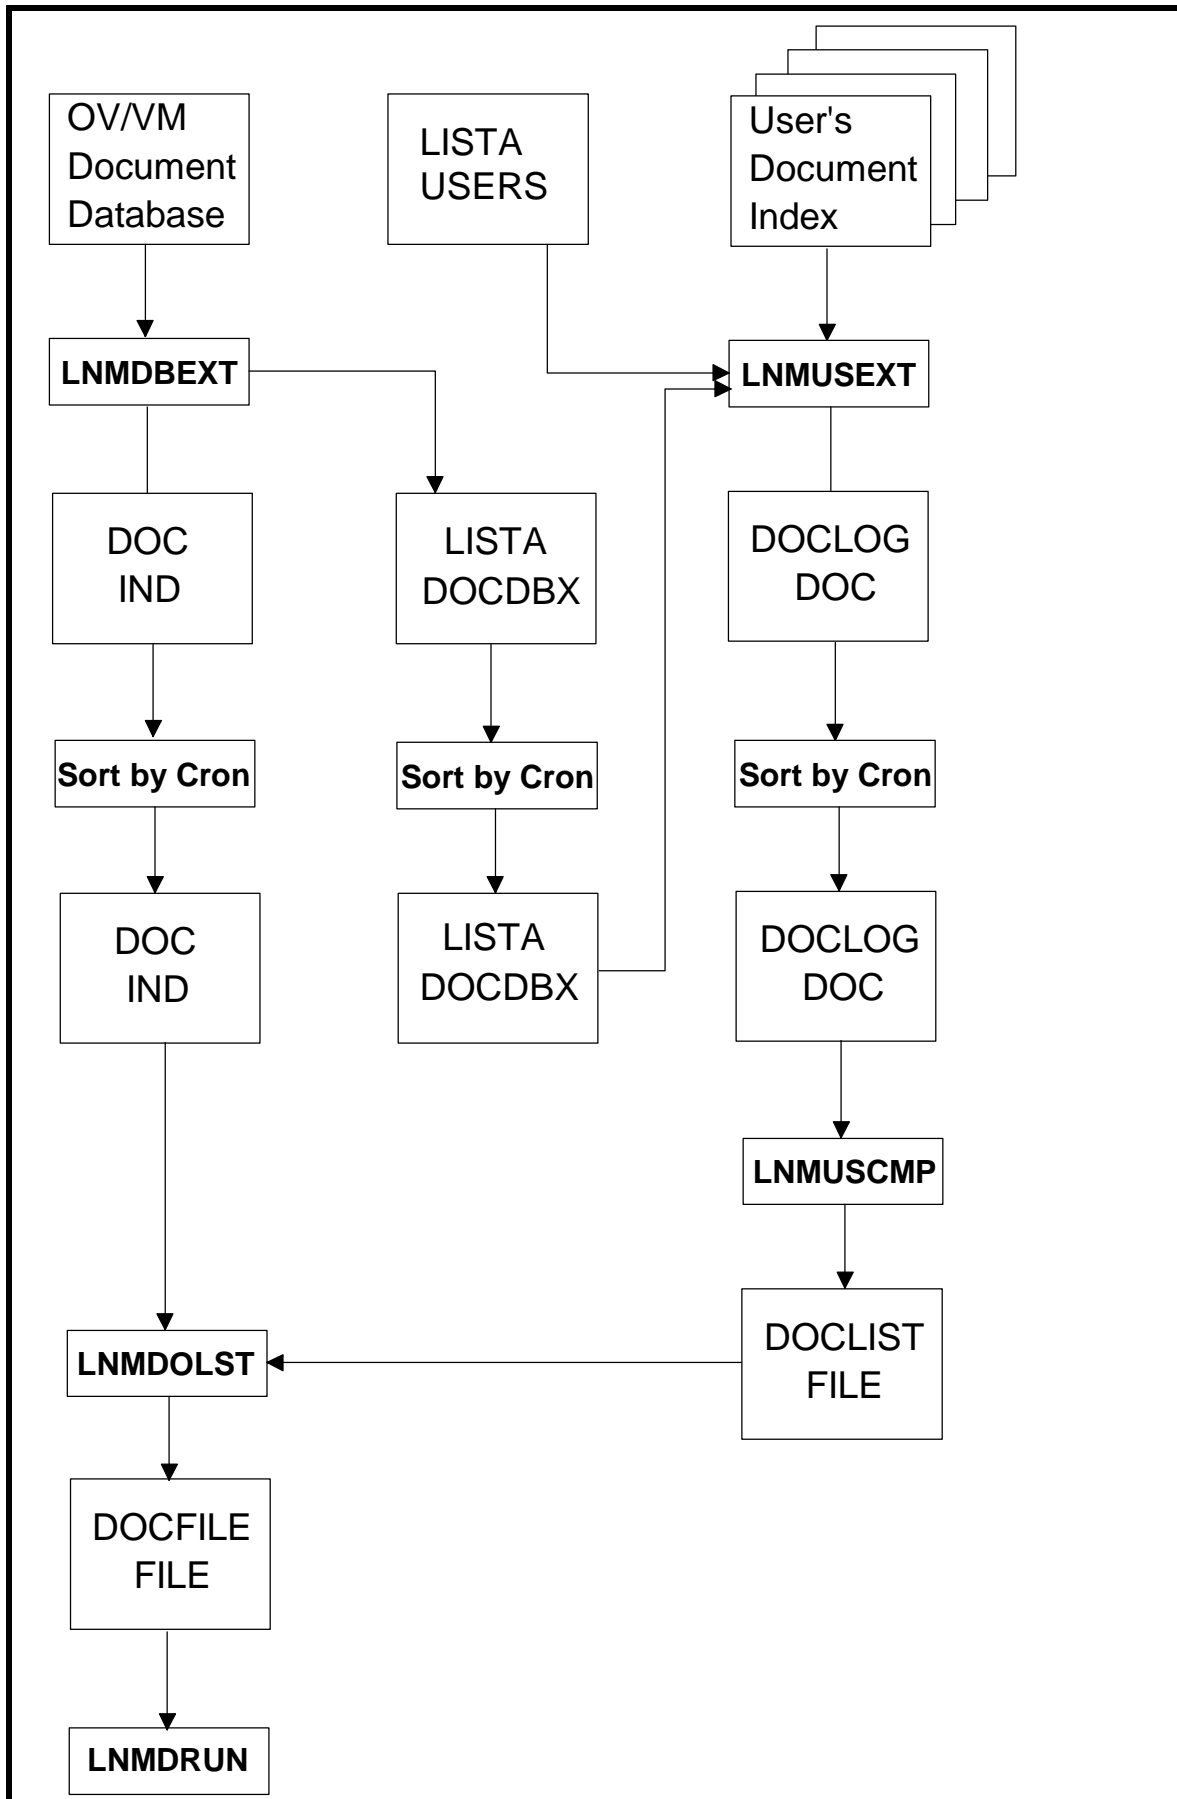 OV/VM
Document
Database
LISTA
USERS
User's
Document
Index
LNMDBEXT
LNMUSEXT
DOC
IND
LISTA
DOCDBX
DOCLOG
DOC
Sort by Cron
Sort by Cron
Sort by Cron
DOC
IND
LISTA
DOCDBX
DOCLOG
DOC
LNMUSCMP
LNMDOLST
DOCLIST
FILE
DOCFILE
FILE
LNMDRUN